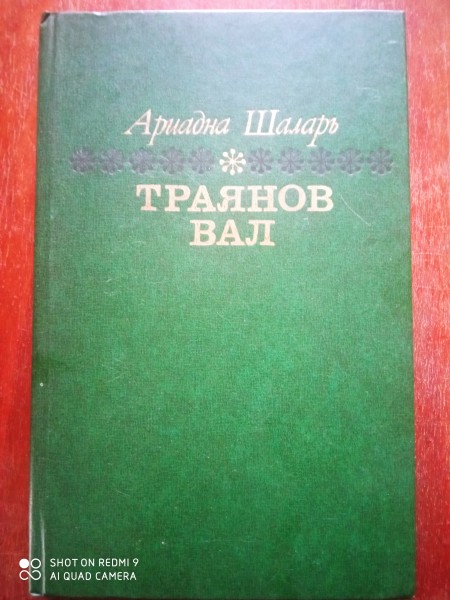 Ариадна Шаларь
ТРАЯНОВ
ВАЛ
SHOT ON REDMI 9
AI QUAD CAMERA